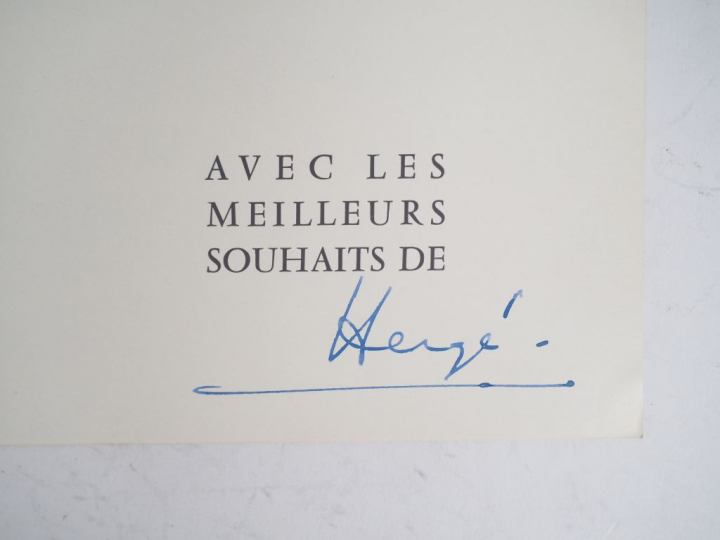 AVEC LES
MEILLEURS
SOUHAITS DE
Hergé.